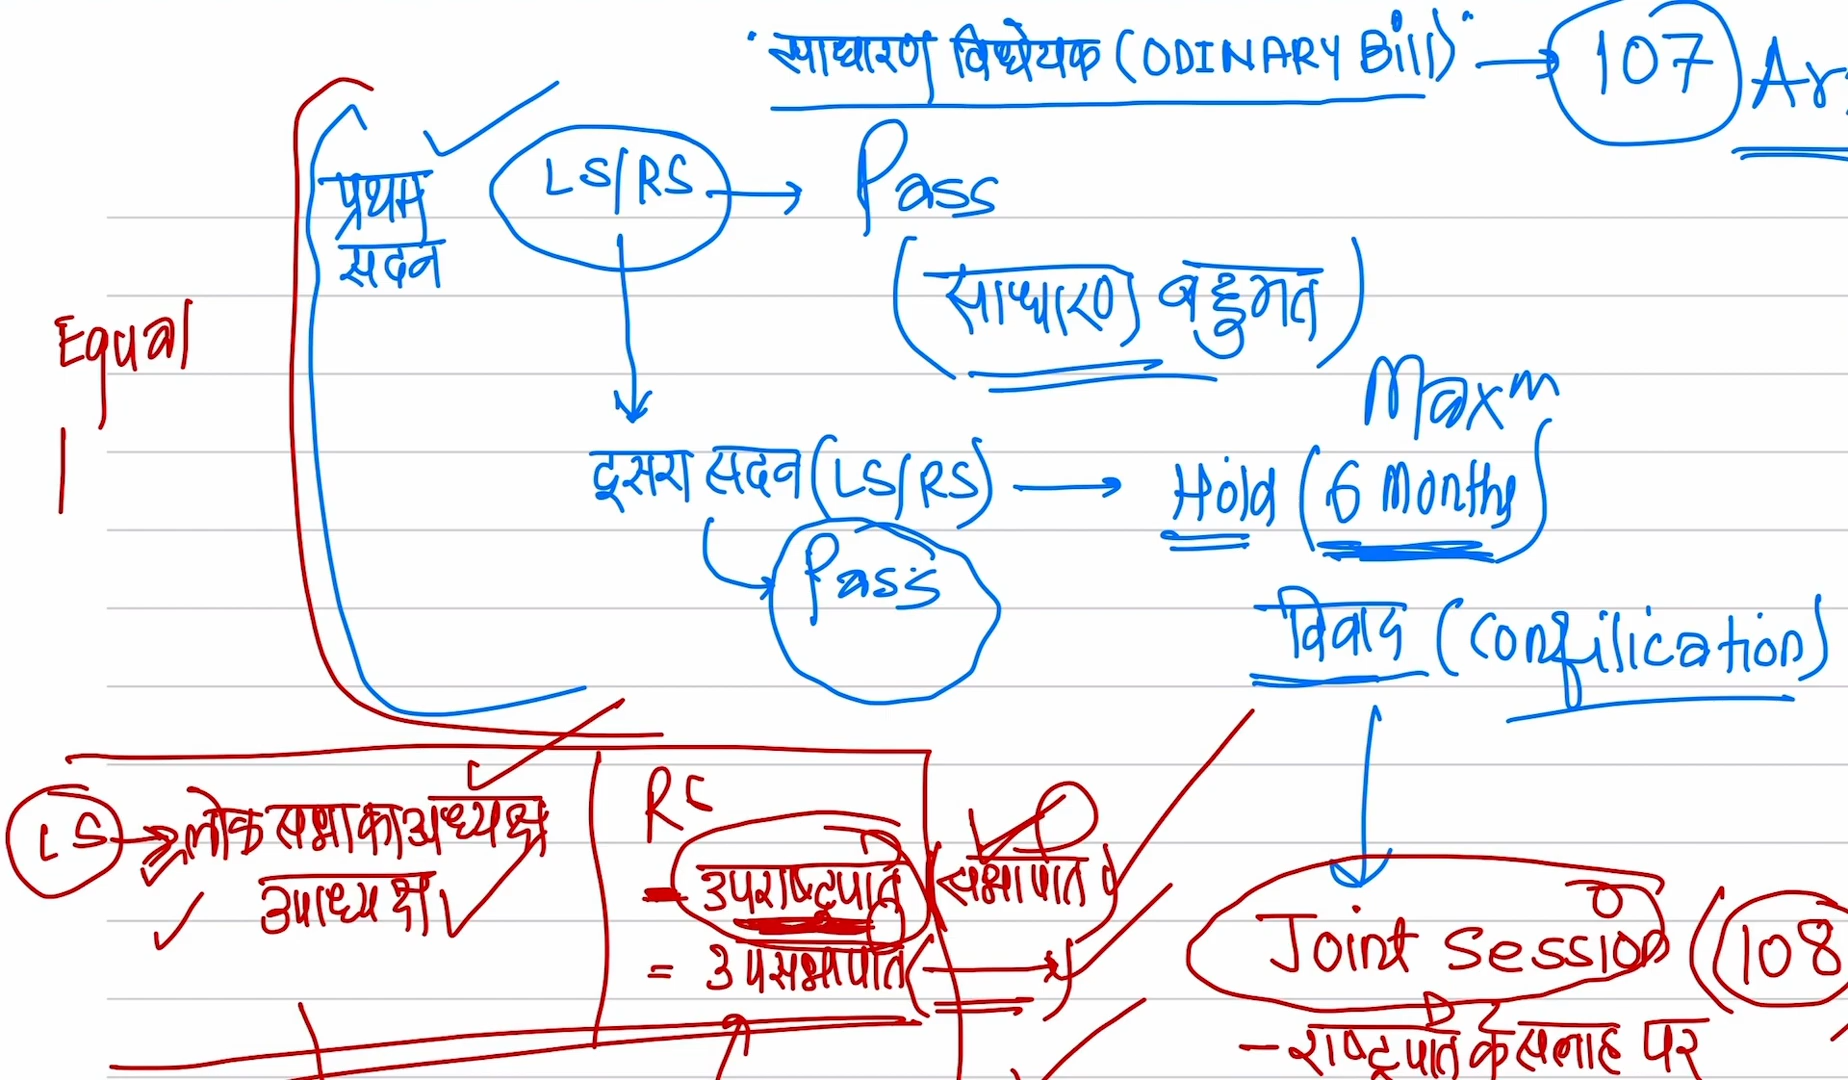 साधारण विधेयक (ODINARY Bill) → 107 Ar
प्रथम सदन
LS/RS → Pass
(साधारण बहुमत)
Equal
Maxᵐ
दूसरा सदन (LS/RS) → Hold (6 Months)
Pass
विवाद (Confilication)
LS → लोक सभा का अध्यक्ष
उपाध्यक्ष
RS
= उपराष्ट्रपति (सभापति)
= उपसभापति
Joint Session (108
- राष्ट्रपति के सलाह पर